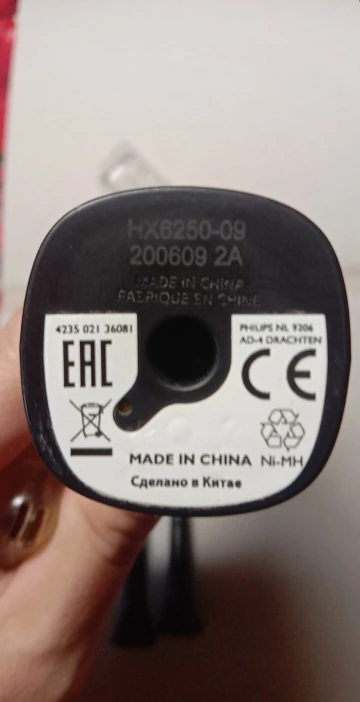 HX6250-09
200609 2A
MADE IN CHINA
FABRIQUE EN CHINE
4235 021 36081
EAC
PHILIPS NL 9206
AD-4 DRACHTEN
CE
MADE IN CHINA
Ni-MH
Сделано в Китае